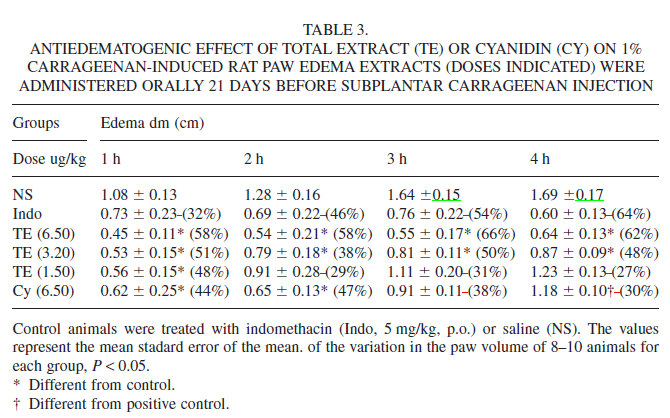 TABLE 3.
ANTIEDEMATOGENIC EFFECT OF TOTAL EXTRACT (TE) OR CYANIDIN (CY) ON 1%
CARRAGEENAN-INDUCED RAT PAW EDEMA EXTRACTS (DOSES INDICATED) WERE
ADMINISTERED ORALLY 21 DAYS BEFORE SUBPLANTAR CARRAGEENAN INJECTION
Groups Edema dm (cm)
Dose ug/kg 1 h 2 h 3 h 4 h
NS 1.08 ± 0.13 1.28 ± 0.16 1.64 ±0.15 1.69 ±0.17
Indo 0.73 ± 0.23-(32%) 0.69 ± 0.22-(46%) 0.76 ± 0.22-(54%) 0.60 ± 0.13-(64%)
TE (6.50) 0.45 ± 0.11* (58%) 0.54 ± 0.21* (58%) 0.55 ± 0.17* (66%) 0.64 ± 0.13* (62%)
TE (3.20) 0.53 ± 0.15* (51%) 0.79 ± 0.18* (38%) 0.81 ± 0.11* (50%) 0.87 ± 0.09* (48%)
TE (1.50) 0.56 ± 0.15* (48%) 0.91 ± 0.28-(29%) 1.11 ± 0.20-(31%) 1.23 ± 0.13-(27%)
Cy (6.50) 0.62 ± 0.25* (44%) 0.65 ± 0.13* (47%) 0.91 ± 0.11-(38%) 1.18 ± 0.10†-(30%)
Control animals were treated with indomethacin (Indo, 5 mg/kg, p.o.) or saline (NS). The values
represent the mean stadard error of the mean. of the variation in the paw volume of 8–10 animals for
each group, P < 0.05.
* Different from control.
† Different from positive control.